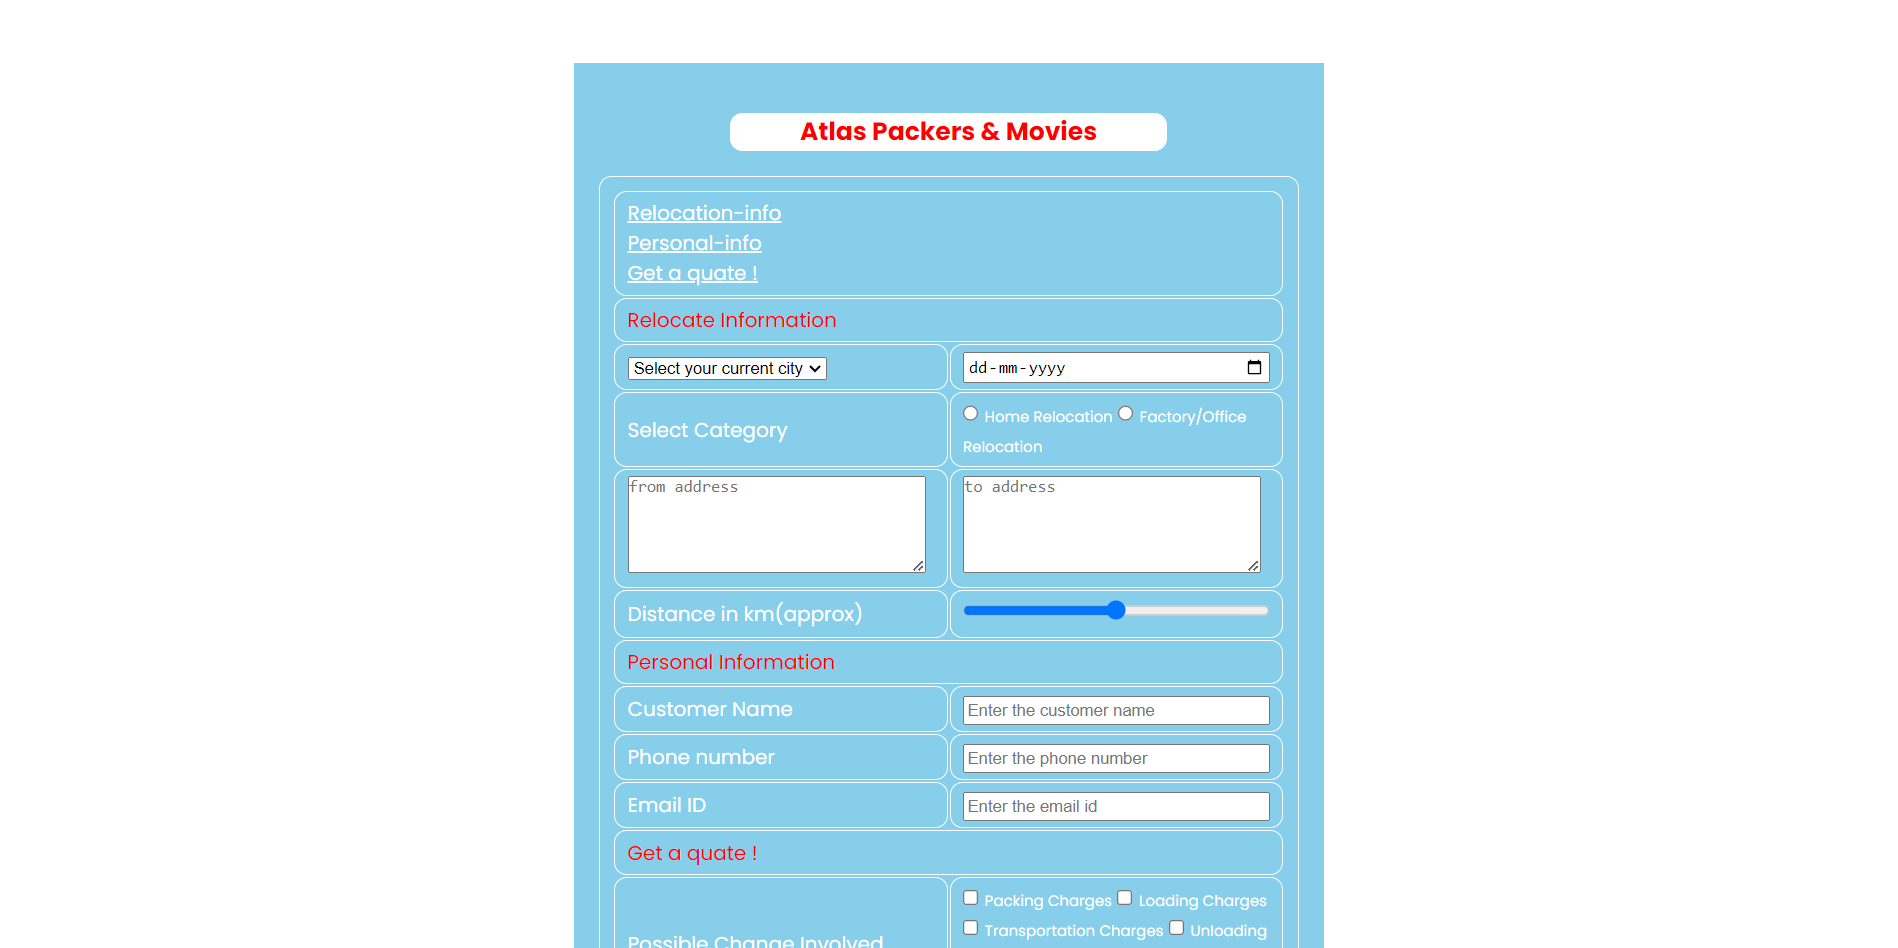 Atlas Packers & Movies
Relocation-info
Personal-info
Get a quate !
Relocate Information
Select your current city
dd-mm-yyyy
Select Category
Home Relocation Factory/Office
Relocation
from address
to address
Distance in km(approx)
Personal Information
Customer Name
Enter the customer name
Phone number
Enter the phone number
Email ID
Enter the email id
Get a quate !
Packing Charges Loading Charges
Transportation Charges Unloading
Possible Change Involved